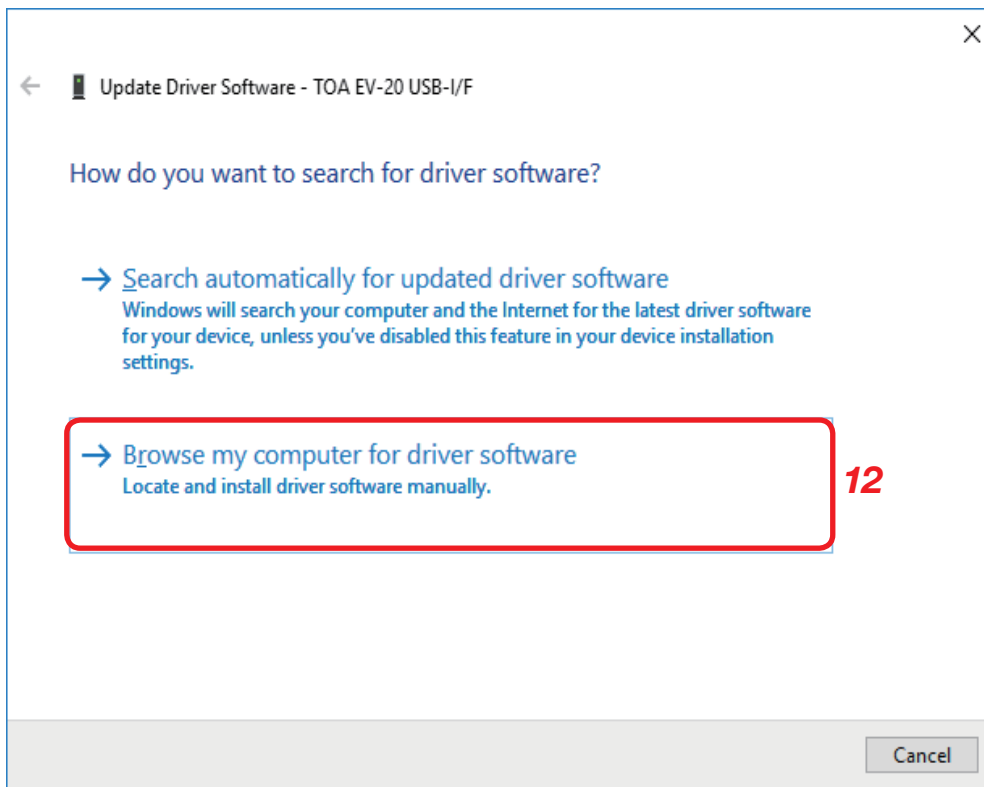 Update Driver Software - TOA EV-20 USB-I/F
How do you want to search for driver software?
Search automatically for updated driver software
Windows will search your computer and the Internet for the latest driver software
for your device, unless you've disabled this feature in your device installation
settings.
Browse my computer for driver software
Locate and install driver software manually.
12
Cancel